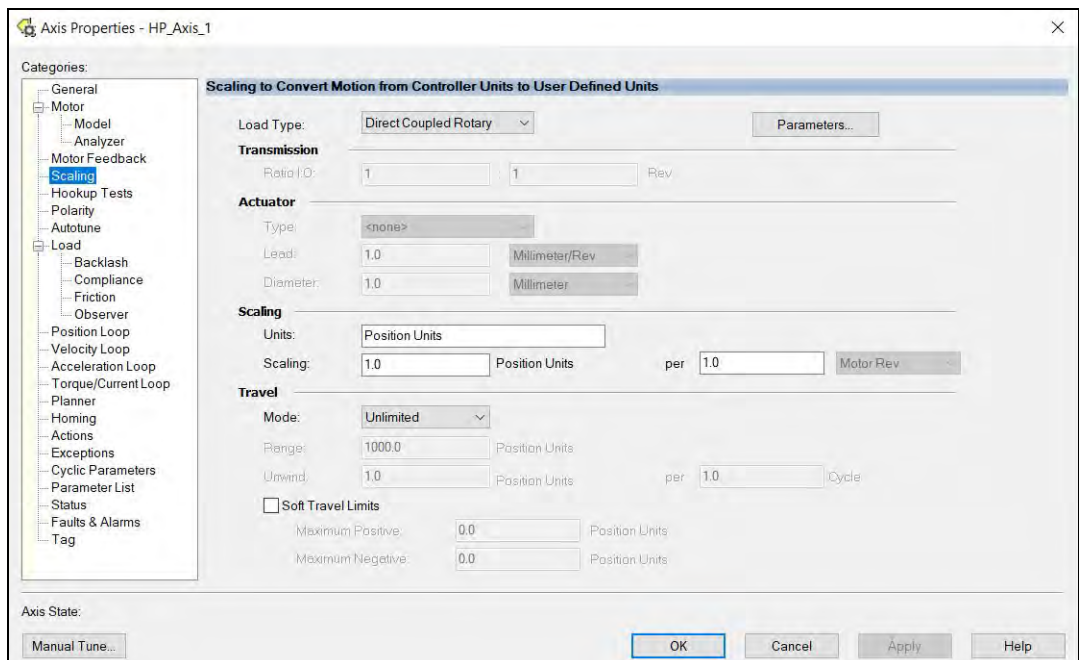 Axis Properties - HP_Axis_1
Categories:
General
Motor
Model
Analyzer
Motor Feedback
Scaling
Hookup Tests
Polarity
Autotune
Load
Backlash
Compliance
Friction
Observer
Position Loop
Velocity Loop
Acceleration Loop
Torque/Current Loop
Planner
Homing
Actions
Exceptions
Cyclic Parameters
Parameter List
Status
Faults & Alarms
Tag
Scaling to Convert Motion from Controller Units to User Defined Units
Load Type: Direct Coupled Rotary Parameters...
Transmission
Ratio I:O: 1 1 Rev
Actuator
Type: <none>
Lead: 1.0 Millimeter/Rev
Diameter: 1.0 Millimeter
Scaling
Units: Position Units
Scaling: 1.0 Position Units per 1.0 Motor Rev
Travel
Mode: Unlimited
Range: 1000.0 Position Units
Unwind: 1.0 Position Units per 1.0 Cycle
Soft Travel Limits
Maximum Positive: 0.0 Position Units
Maximum Negative: 0.0 Position Units
Axis State:
Manual Tune... OK Cancel Apply Help